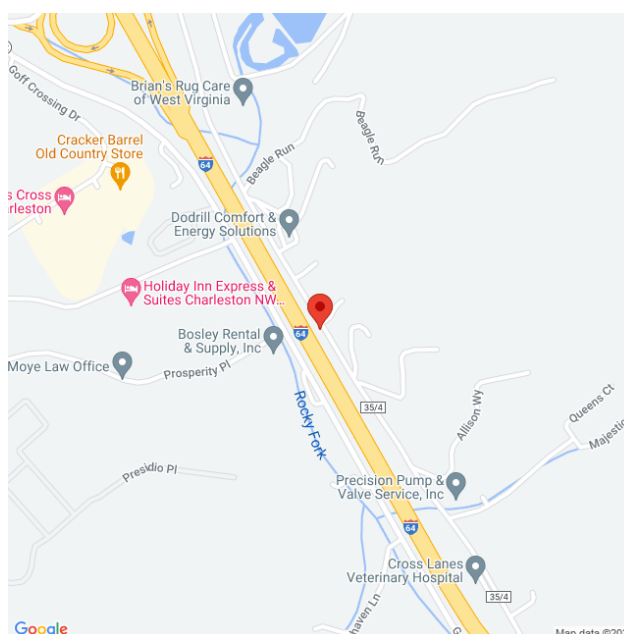 Goff Crossing Dr
Brian's Rug Care
of West Virginia
Beagle Run
Cracker Barrel
Old Country Store
64
Beagle Run
s Cross
arleston
Dodrill Comfort &
Energy Solutions
Holiday Inn Express &
Suites Charleston NW...
Bosley Rental
& Supply, Inc
64
Moye Law Office
Prosperity Pl
35/4
Rocky Fork
Allison Wy
Queens Ct
Majestic
Presidio Pl
Precision Pump &
Valve Service, Inc
64
Cross Lanes
Veterinary Hospital
35/4
haven Ln
G
Google
Map data ©20